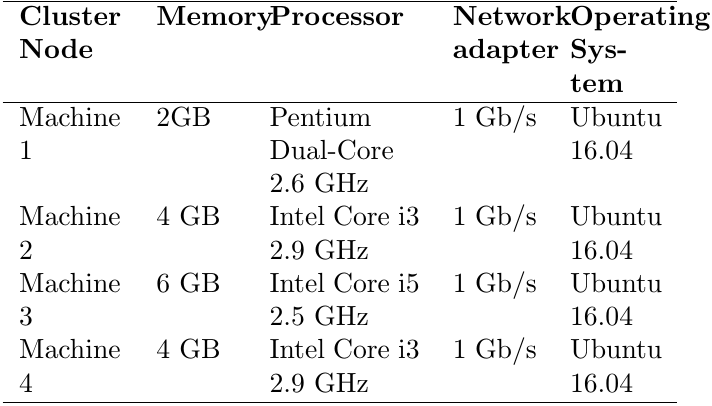 Cluster Memory Processor Network Operating
Node adapter Sys-
tem
Machine 2GB Pentium 1 Gb/s Ubuntu
1 Dual-Core 16.04
2.6 GHz
Machine 4 GB Intel Core i3 1 Gb/s Ubuntu
2 2.9 GHz 16.04
Machine 6 GB Intel Core i5 1 Gb/s Ubuntu
3 2.5 GHz 16.04
Machine 4 GB Intel Core i3 1 Gb/s Ubuntu
4 2.9 GHz 16.04